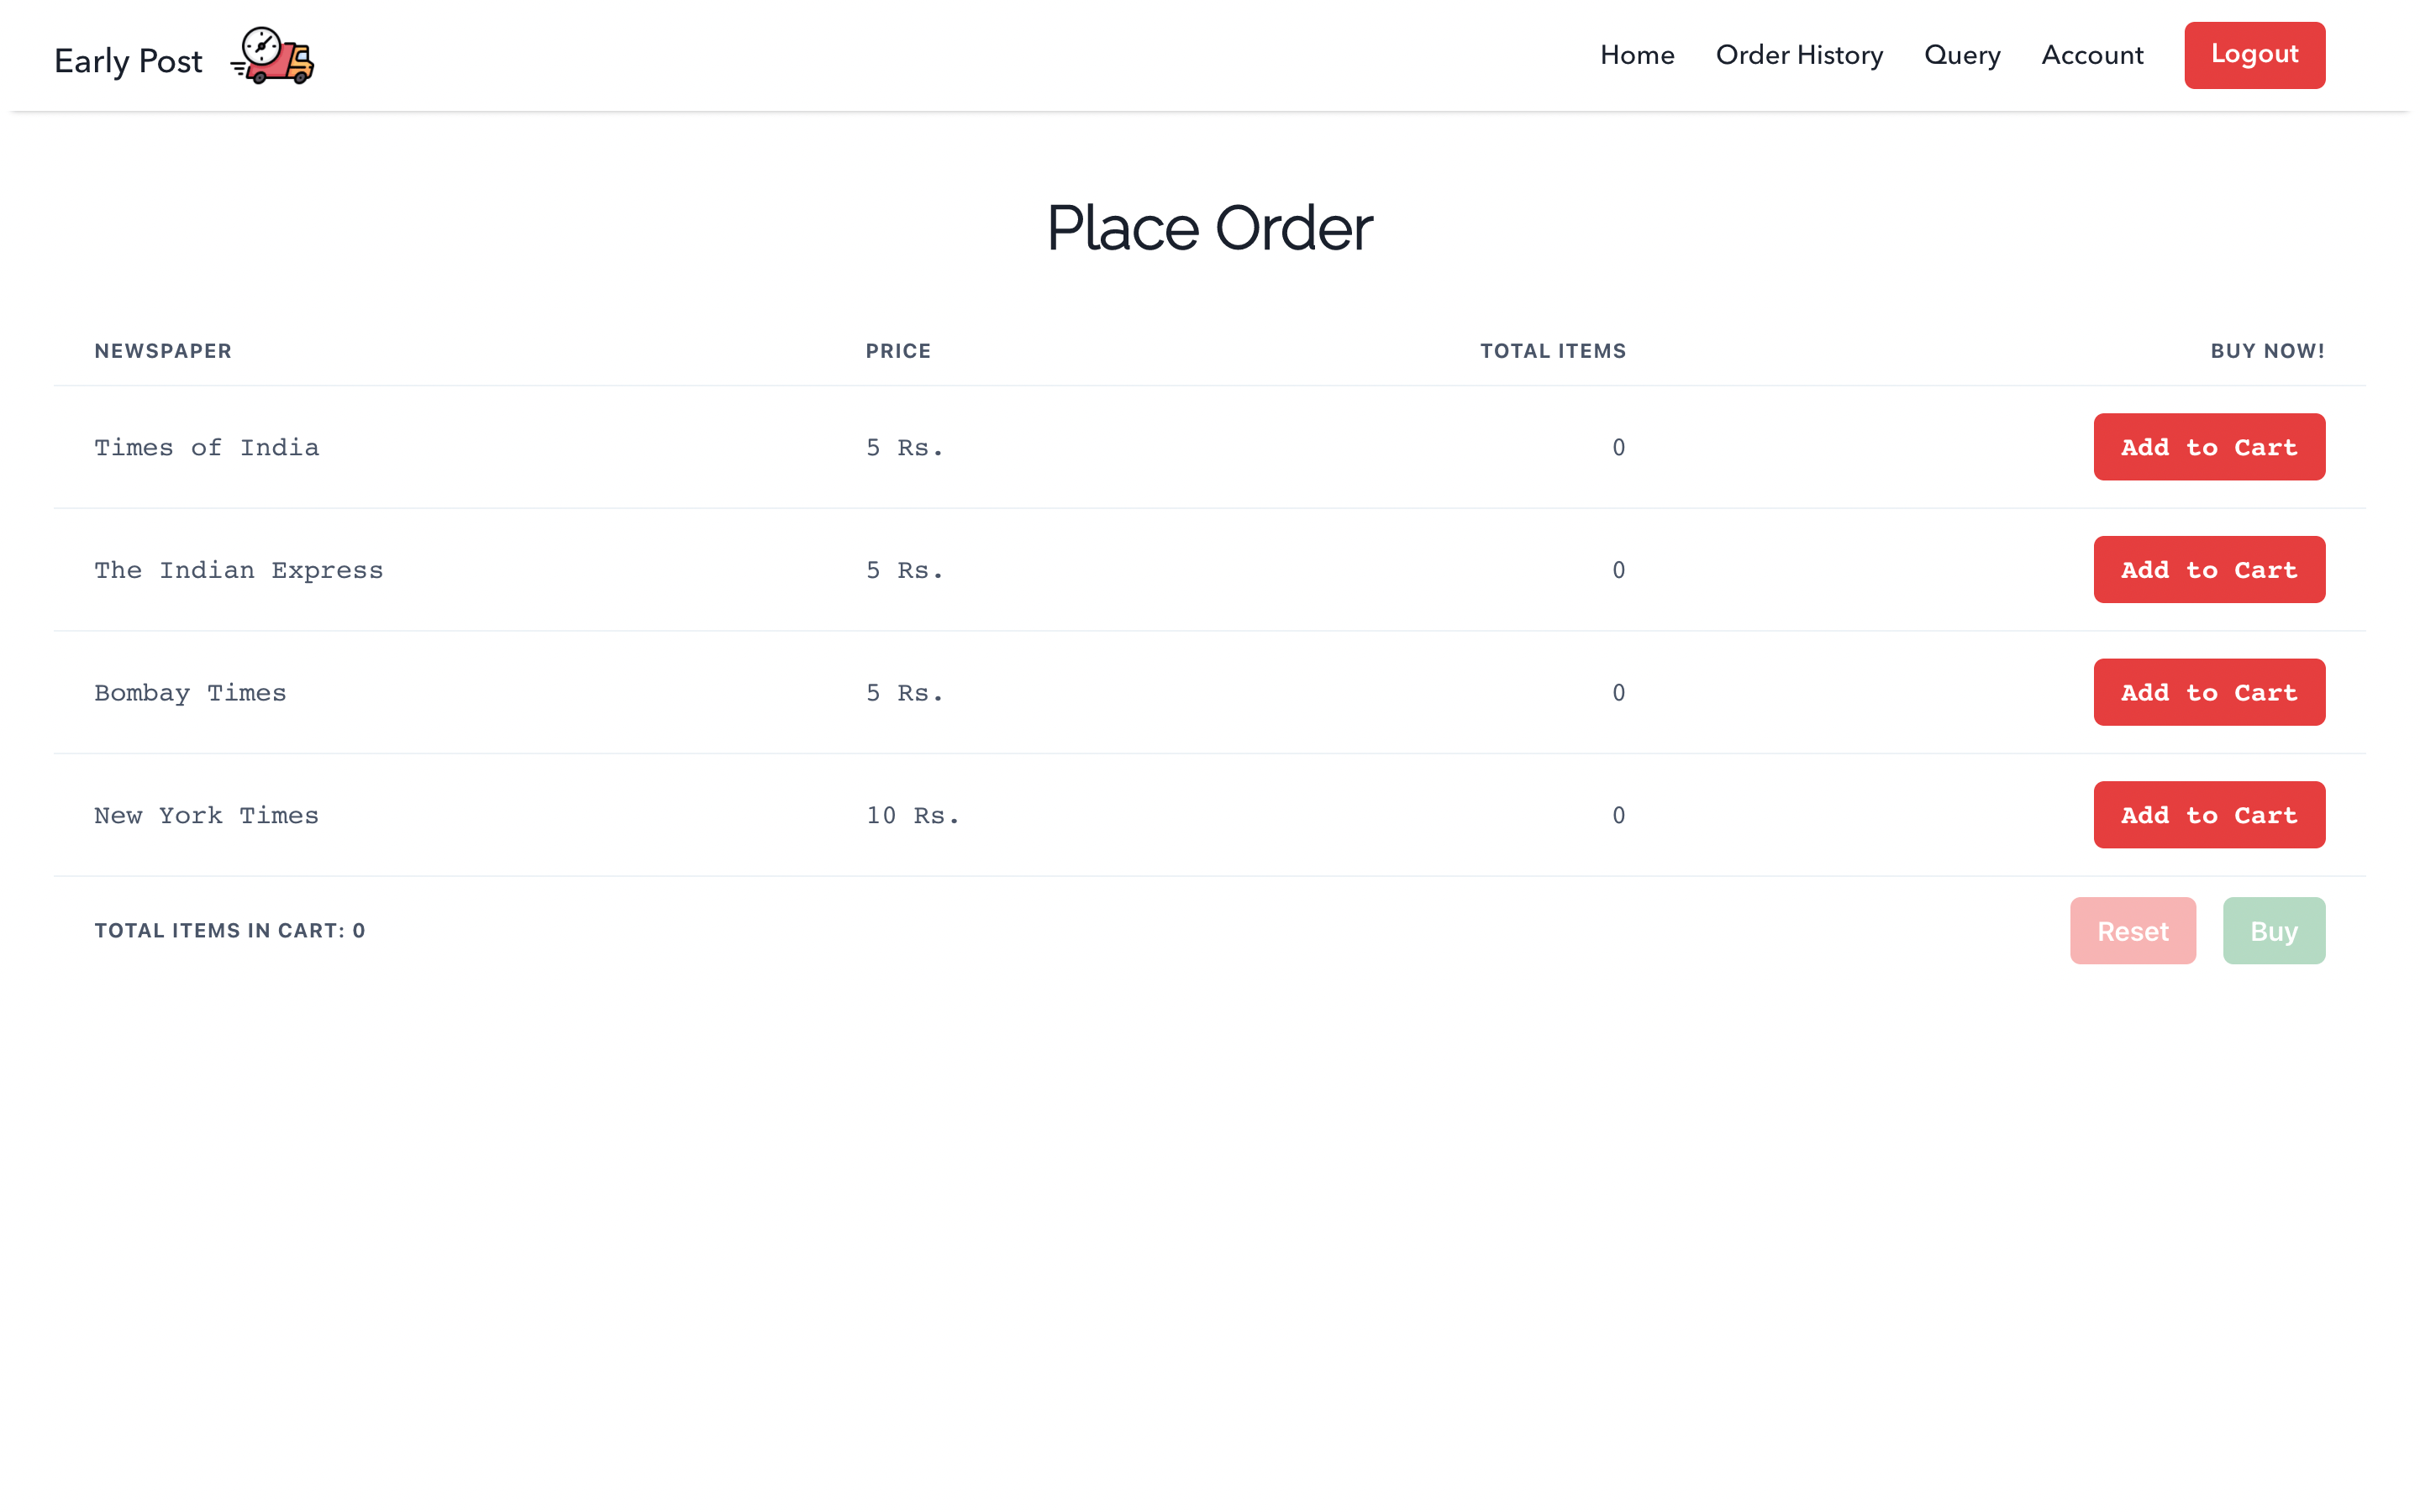 Early Post
Home Order History Query Account Logout
Place Order
NEWSPAPER PRICE TOTAL ITEMS BUY NOW!
Times of India 5 Rs. 0 Add to Cart
The Indian Express 5 Rs. 0 Add to Cart
Bombay Times 5 Rs. 0 Add to Cart
New York Times 10 Rs. 0 Add to Cart
TOTAL ITEMS IN CART: 0 Reset Buy